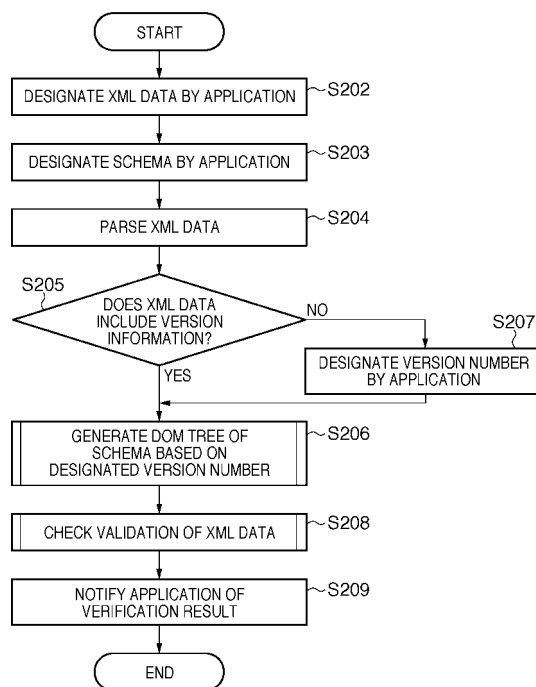 START
DESIGNATE XML DATA BY APPLICATION
S202
DESIGNATE SCHEMA BY APPLICATION
S203
PARSE XML DATA
S204
S205
DOES XML DATA
INCLUDE VERSION
INFORMATION?
NO
YES
S207
DESIGNATE VERSION NUMBER
BY APPLICATION
GENERATE DOM TREE OF
SCHEMA BASED ON
DESIGNATED VERSION NUMBER
S206
CHECK VALIDATION OF XML DATA
S208
NOTIFY APPLICATION OF
VERIFICATION RESULT
S209
END